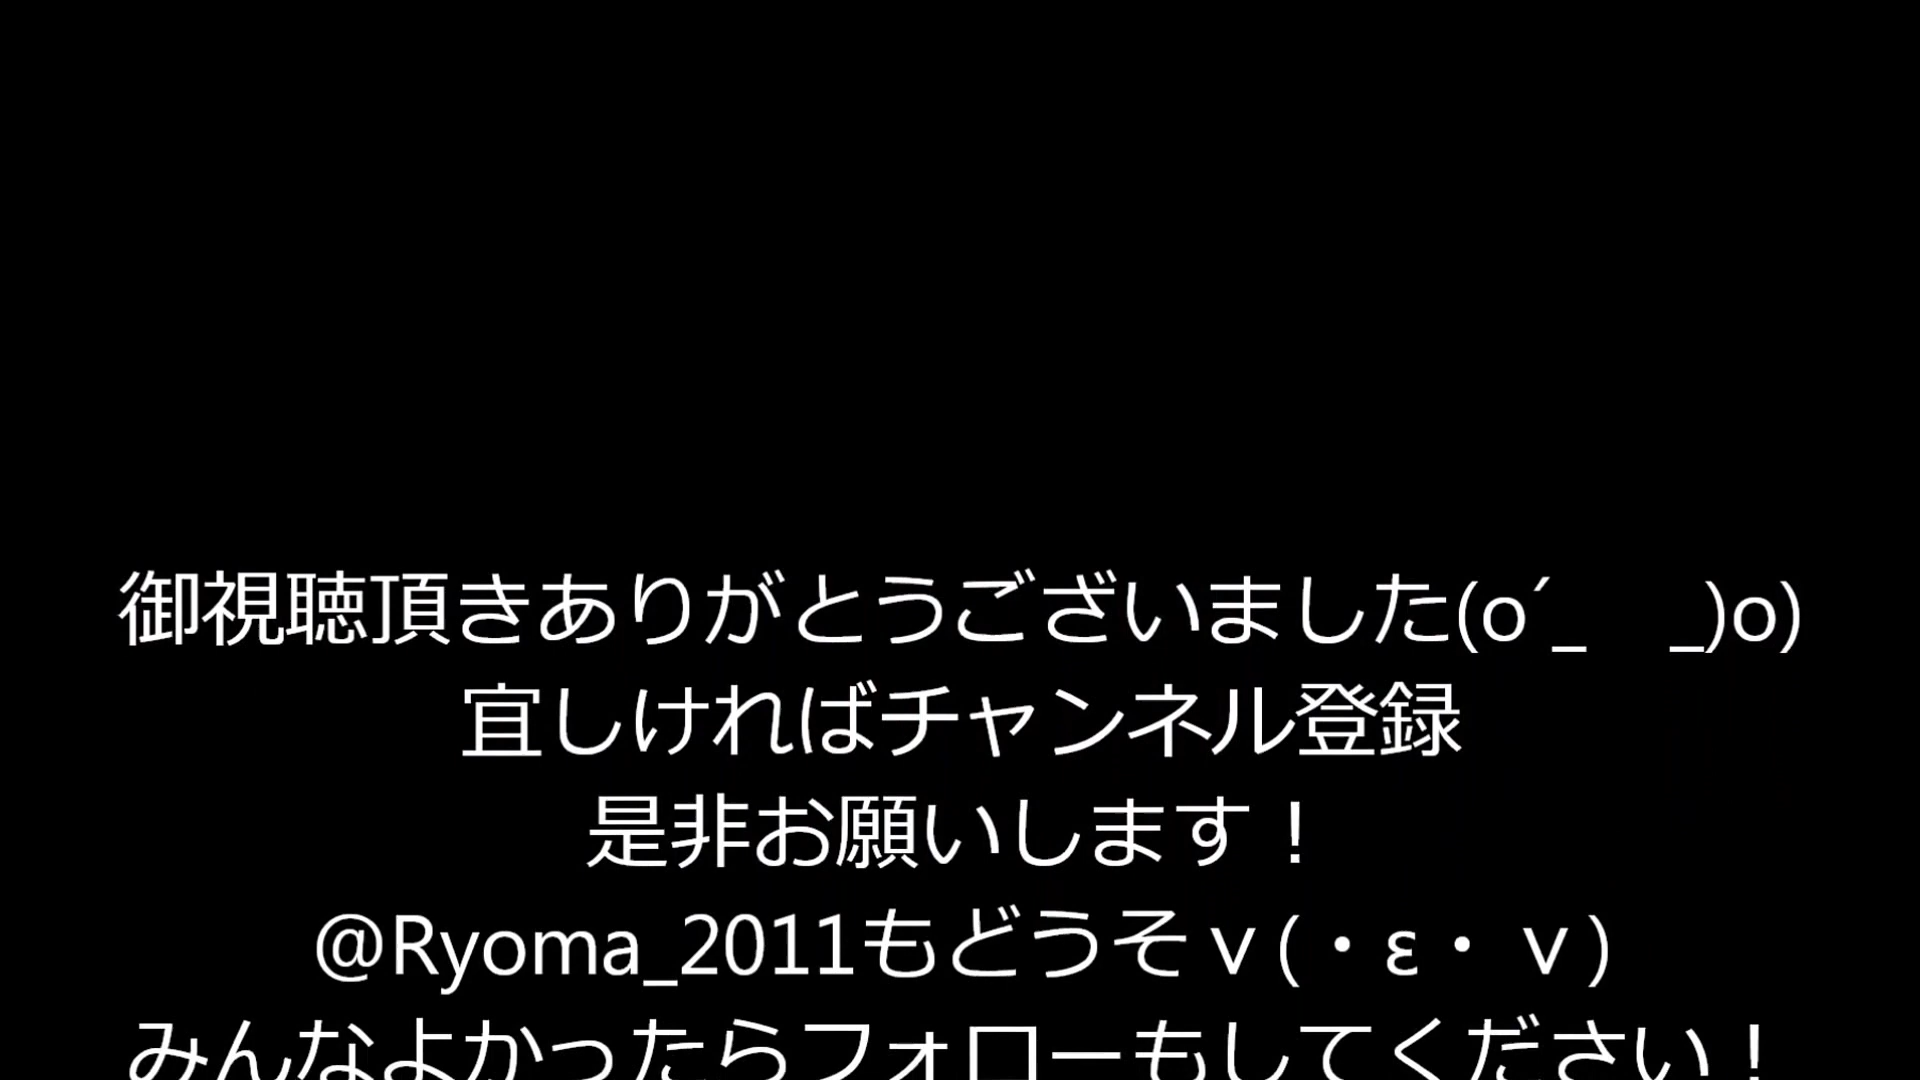 御視聴頂きありがとうございました(o´_　_)o)
宜しければチャンネル登録
是非お願いします！
@Ryoma_2011もどうそｖ(・ε・ｖ)
みんなよかったらフォローもしてください！